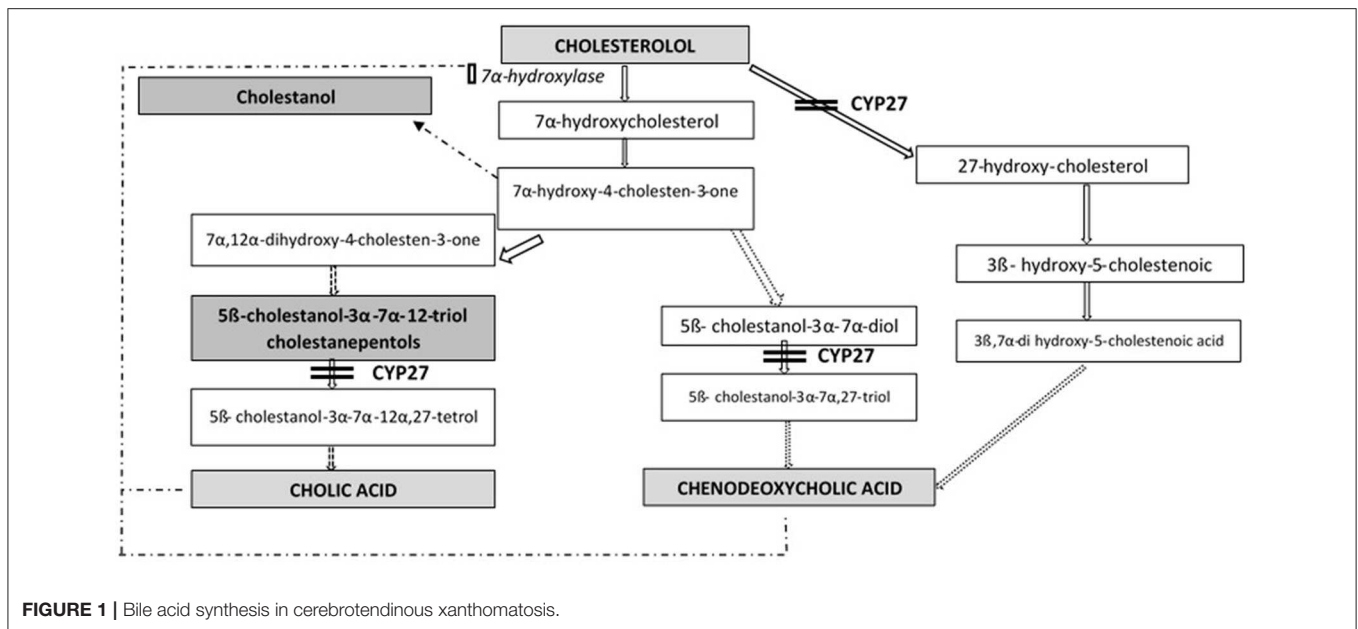 CHOLESTEROLOL
7α-hydroxylase
Cholestanol
CYP27
7α-hydroxycholesterol
27-hydroxy-cholesterol
7α-hydroxy-4-cholesten-3-one
7α,12α-dihydroxy-4-cholesten-3-one
3ß- hydroxy-5-cholestenoic
5ß-cholestanol-3α-7α-12-triol
cholestanepentols
5ß- cholestanol-3α-7α-diol
3ß,7α-di hydroxy-5-cholestenoic acid
CYP27
CYP27
5ß- cholestanol-3α-7α-12α,27-tetrol
5ß- cholestanol-3α-7α,27-triol
CHOLIC ACID
CHENODEOXYCHOLIC ACID
FIGURE 1 | Bile acid synthesis in cerebrotendinous xanthomatosis.